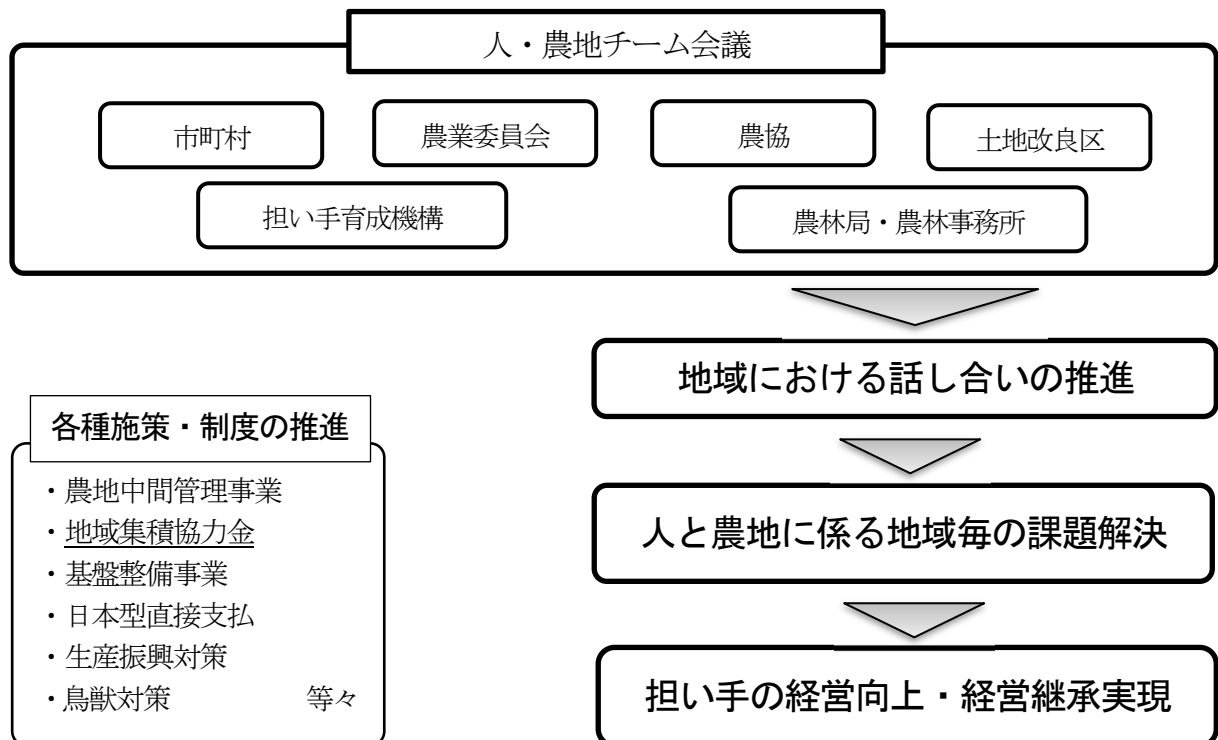 人・農地チーム会議
市町村
農業委員会
農協
土地改良区
担い手育成機構
農林局・農林事務所
地域における話し合いの推進
各種施策・制度の推進
・農地中間管理事業
・地域集積協力金
・基盤整備事業
・日本型直接支払
・生産振興対策
・鳥獣対策 等々
人と農地に係る地域毎の課題解決
担い手の経営向上・経営継承実現